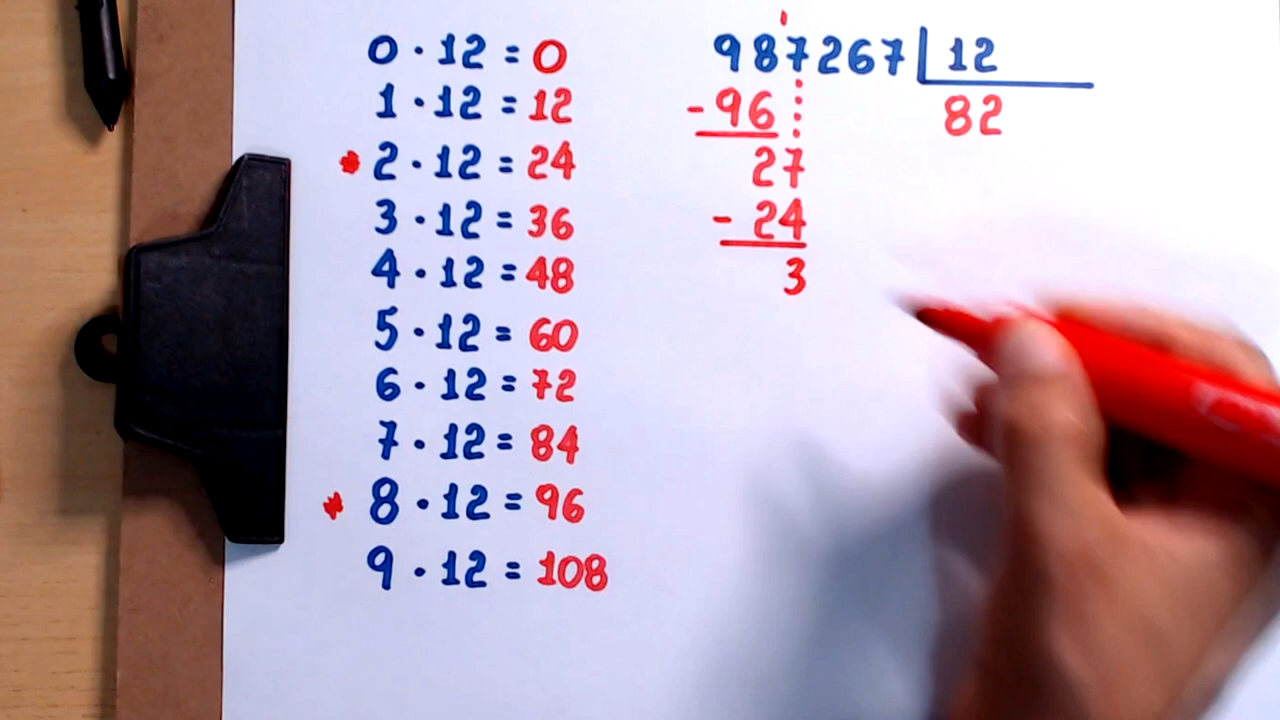 0 · 12 = 0
1 · 12 = 12
* 2 · 12 = 24
3 · 12 = 36
4 · 12 = 48
5 · 12 = 60
6 · 12 = 72
7 · 12 = 84
* 8 · 12 = 96
9 · 12 = 108
987267 12
- 96 82
27
- 24
3